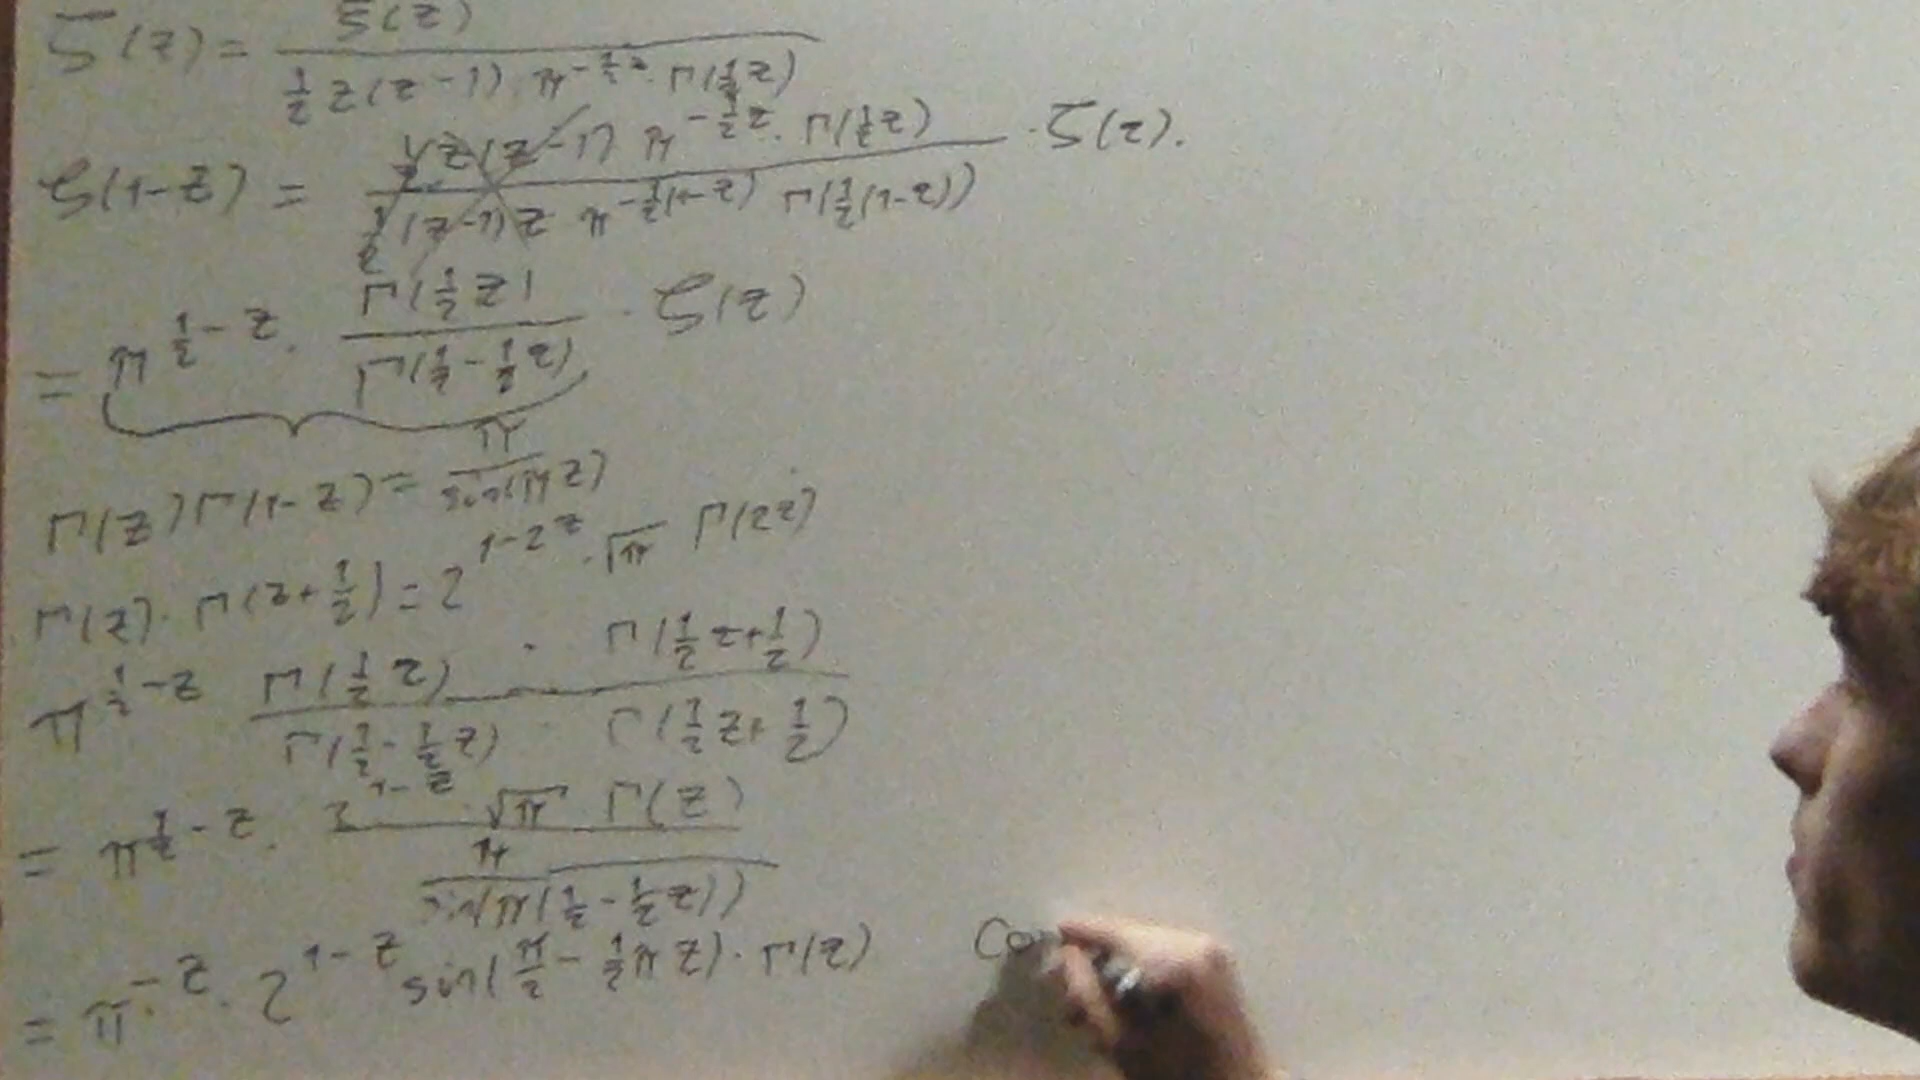 ζ(z) = ξ(z) / (½ z(z-1) · π^(-½z) · Γ(½z))
ζ(1-z) = (½ z(z-1) π^(-½z) · Γ(½z)) / (½ (z-1) z π^(-½(1-z)) Γ(½(1-z))) · ζ(z).
= π^(½-z) · Γ(½z) / Γ(½-½z) · ζ(z)
Γ(z)Γ(1-z) = π / sin(πz)
Γ(z) · Γ(z+½) = 2^(1-2z) · √π Γ(2z)
π^(½-z) (Γ(½z) · Γ(½z+½)) / (Γ(½-½z) · Γ(½z+½))
= π^(½-z) · (2^(1-z) · √π Γ(z)) / (π / sin(π(½-½z)))
= π^(-z) · 2^(1-z) sin(π/2 - ½πz) · Γ(z) Co